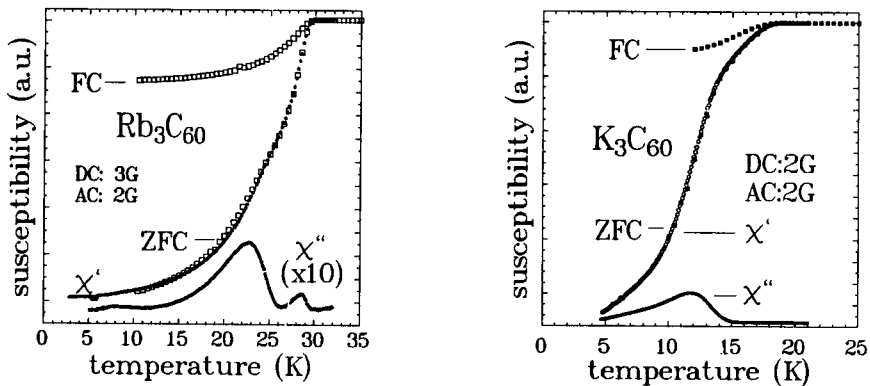 susceptibility (a.u.)
FC
Rb₃C₆₀
DC: 3G
AC: 2G
ZFC
χ'
χ"
(x10)
0 5 10 15 20 25 30 35
temperature (K)
susceptibility (a.u.)
FC
K₃C₆₀
DC:2G
AC:2G
ZFC
χ'
χ"
0 5 10 15 20 25
temperature (K)